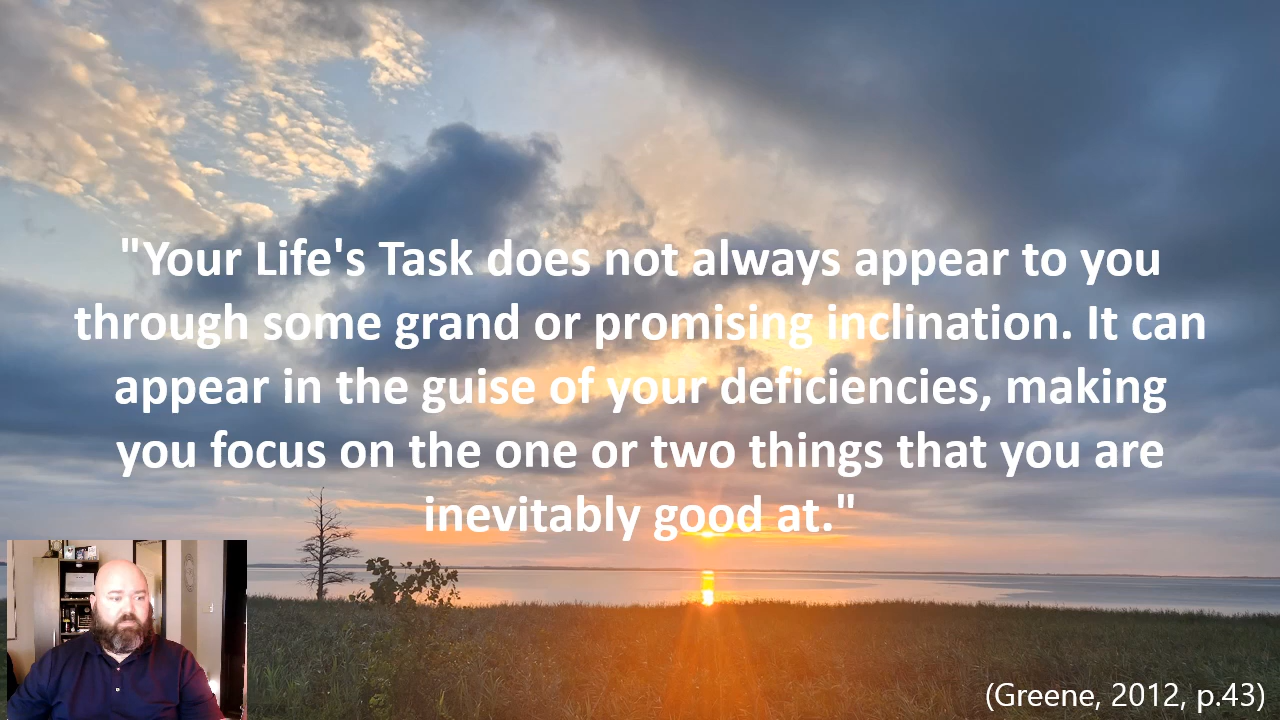 "Your Life's Task does not always appear to you
through some grand or promising inclination. It can
appear in the guise of your deficiencies, making
you focus on the one or two things that you are
inevitably good at."
(Greene, 2012, p.43)